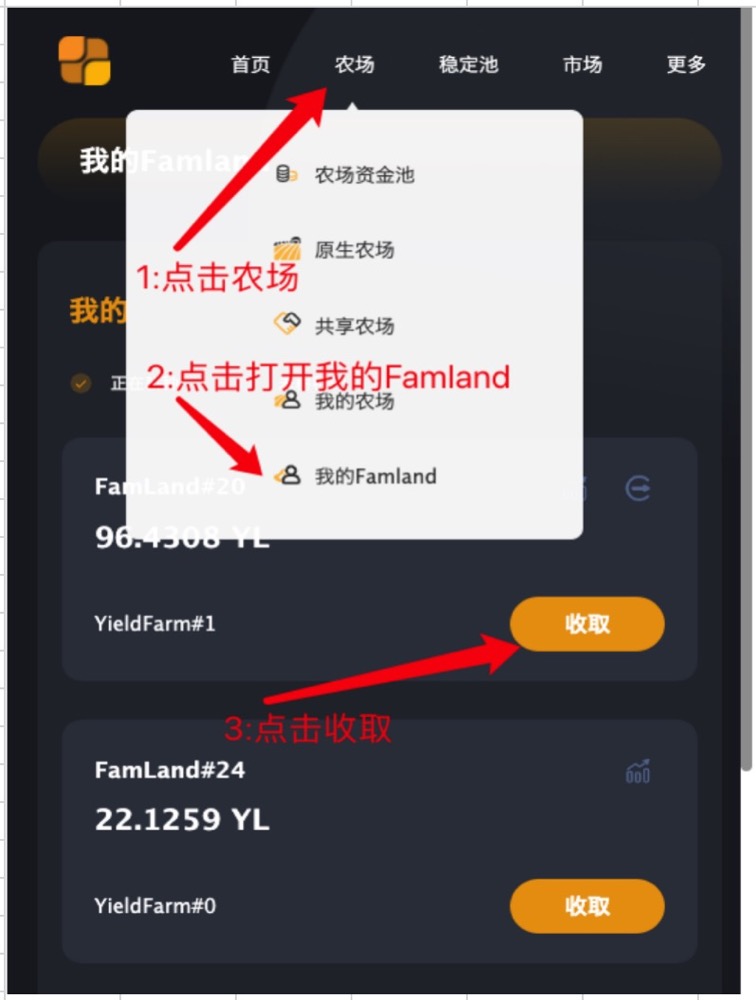 首页 农场 稳定池 市场 更多
我的Famlan
农场资金池
原生农场
1:点击农场
我的
共享农场
2:点击打开我的Famland
正在
我的农场
我的Famland
FamLand#20
96.4308 YL
YieldFarm#1
收取
3:点击收取
FamLand#24
22.1259 YL
YieldFarm#0
收取